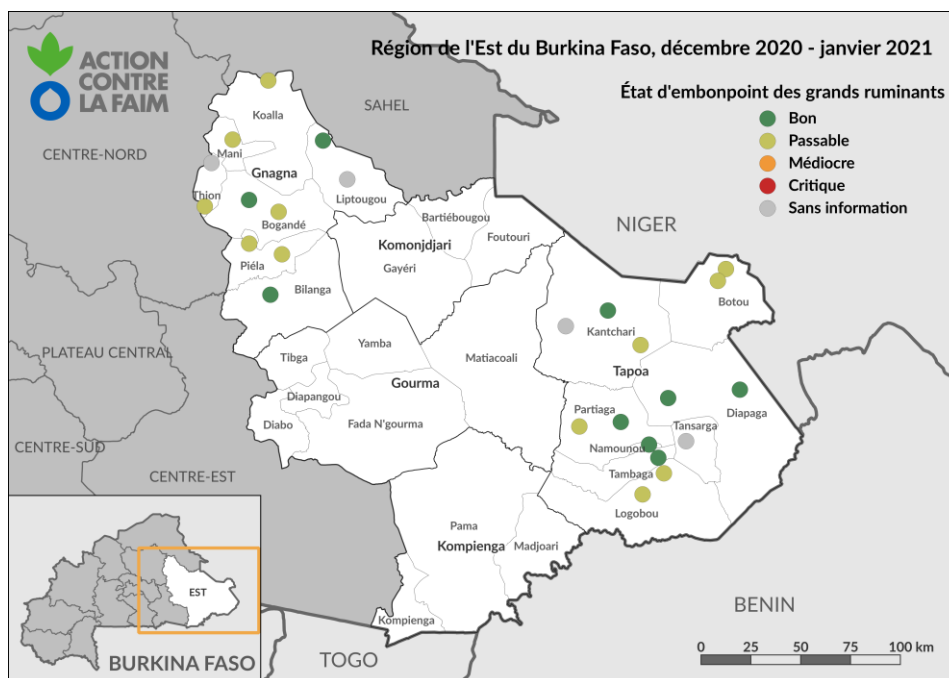 ACTION
CONTRE
LA FAIM
Région de l'Est du Burkina Faso, décembre 2020 - janvier 2021
État d'embonpoint des grands ruminants
Bon
Passable
Médiocre
Critique
Sans information
SAHEL
CENTRE-NORD
Koalla
Mani
Gnagna
Thion
Liptougou
Bogandé
Bartiébougou
Foutouri
Komonjdjari
Gayéri
Piéla
Bilanga
NIGER
Botou
Kantchari
Tapoa
PLATEAU CENTRAL
Yamba
Tibga
Matiacoali
Gourma
Diapangou
Diabo
Fada N'gourma
Partiaga
Diapaga
Tansarga
Namounou
Tambaga
Logobou
CENTRE-SUD
CENTRE-EST
Pama
Kompienga
Madjoari
Kompienga
EST
BURKINA FASO
TOGO
BENIN
0 25 50 75 100 km